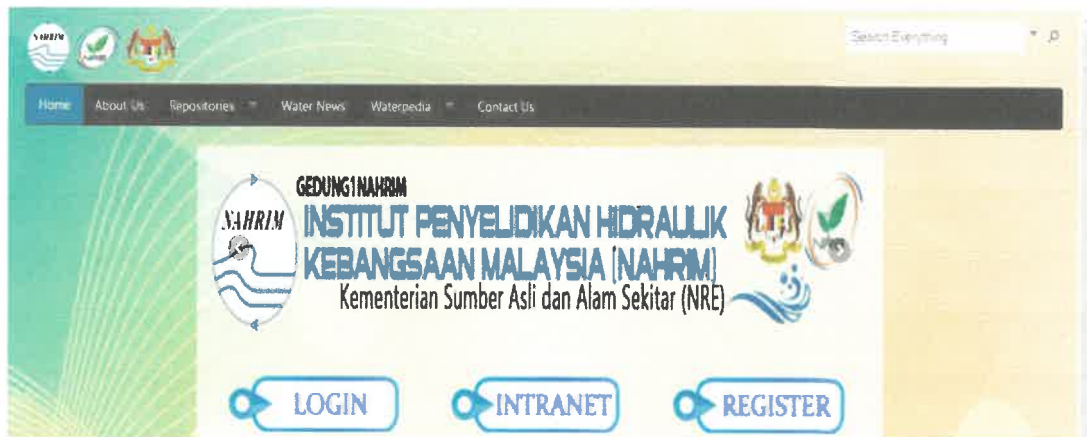 NAHRIM
Search Everything
Home About Us Repositories Water News Waterpedia Contact Us
GEDUNG1NAHRIM
NAHRIM
INSTITUT PENYELIDIKAN HIDRAULIK
KEBANGSAAN MALAYSIA (NAHRIM)
Kementerian Sumber Asli dan Alam Sekitar (NRE)
LOGIN INTRANET REGISTER